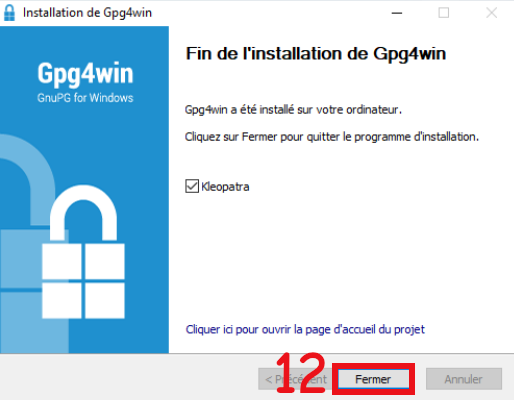 Installation de Gpg4win
Gpg4win
GnuPG for Windows
Fin de l'installation de Gpg4win
Gpg4win a été installé sur votre ordinateur.
Cliquez sur Fermer pour quitter le programme d'installation.
Kleopatra
Cliquer ici pour ouvrir la page d'accueil du projet
12
< Précédent Fermer Annuler